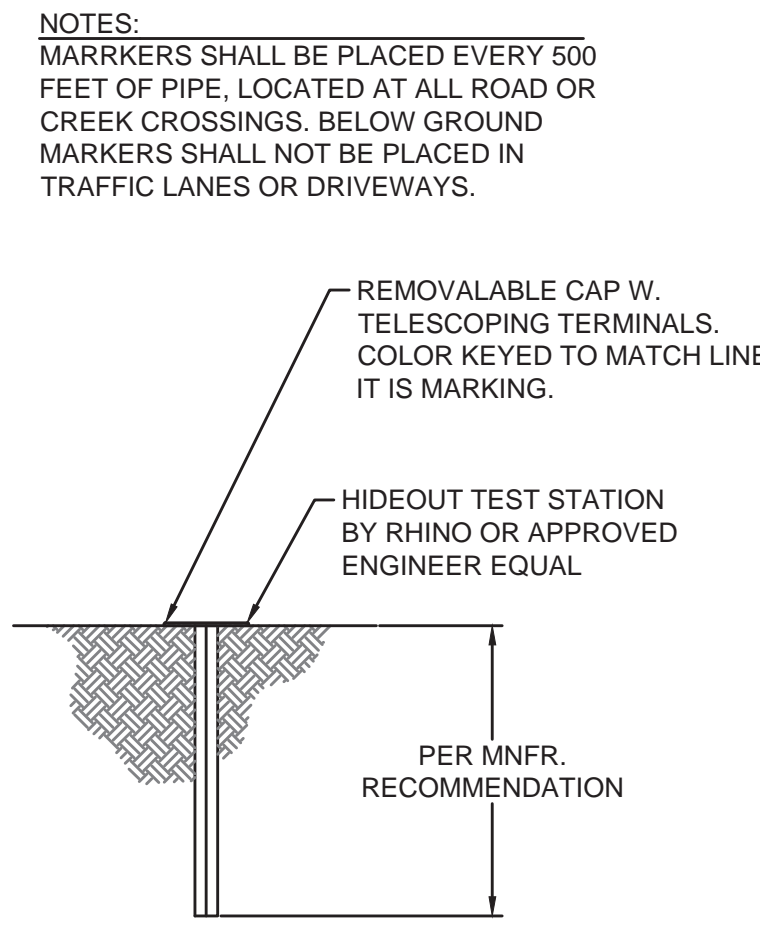 NOTES:
MARRKERS SHALL BE PLACED EVERY 500
FEET OF PIPE, LOCATED AT ALL ROAD OR
CREEK CROSSINGS. BELOW GROUND
MARKERS SHALL NOT BE PLACED IN
TRAFFIC LANES OR DRIVEWAYS.
REMOVALABLE CAP W.
TELESCOPING TERMINALS.
COLOR KEYED TO MATCH LINE
IT IS MARKING.
HIDEOUT TEST STATION
BY RHINO OR APPROVED
ENGINEER EQUAL
PER MNFR.
RECOMMENDATION